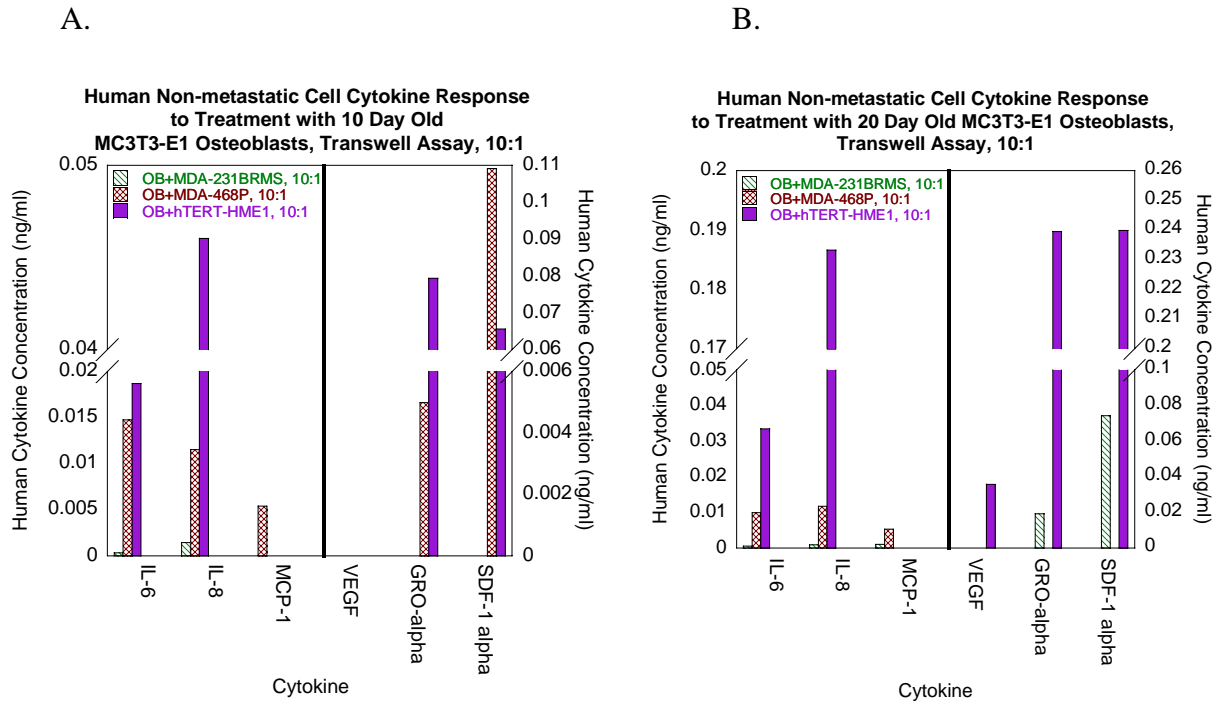 A.
Human Non-metastatic Cell Cytokine Response
to Treatment with 10 Day Old
MC3T3-E1 Osteoblasts, Transwell Assay, 10:1
OB+MDA-231BRMS, 10:1
OB+MDA-468P, 10:1
OB+hTERT-HME1, 10:1
Human Cytokine Concentration (ng/ml)
0.05
0.04
0.02
0.015
0.01
0.005
0
0.11
0.1
0.09
0.08
0.07
0.06
0.06
0.006
0.004
0.002
0
Human Cytokine Concentration (ng/ml)
IL-6
IL-8
MCP-1
VEGF
GRO-alpha
SDF-1 alpha
Cytokine
B.
Human Non-metastatic Cell Cytokine Response
to Treatment with 20 Day Old MC3T3-E1 Osteoblasts,
Transwell Assay, 10:1
OB+MDA-231BRMS, 10:1
OB+MDA-468P, 10:1
OB+hTERT-HME1, 10:1
Human Cytokine Concentration (ng/ml)
0.2
0.19
0.18
0.17
0.05
0.04
0.03
0.02
0.01
0
0.26
0.25
0.24
0.23
0.22
0.21
0.2
0.1
0.08
0.06
0.04
0.02
0
Human Cytokine Concentration (ng/ml)
IL-6
IL-8
MCP-1
VEGF
GRO-alpha
SDF-1 alpha
Cytokine